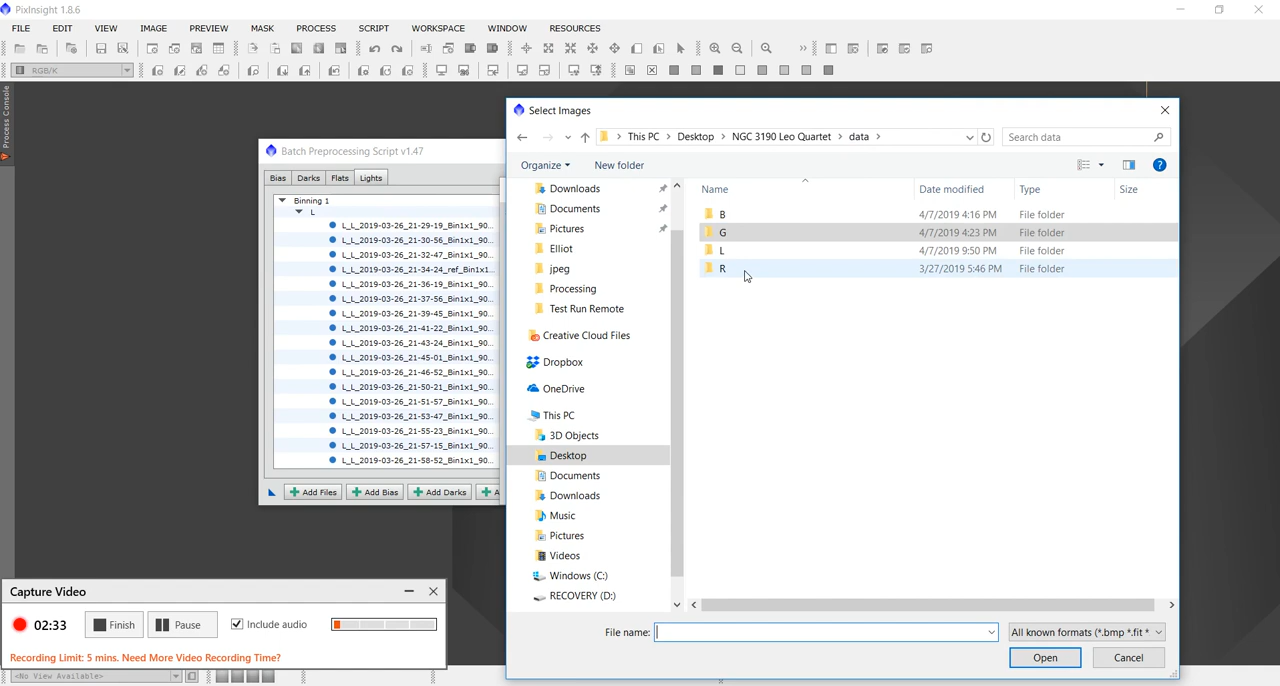 PixInsight 1.8.6
FILE EDIT VIEW IMAGE PREVIEW MASK PROCESS SCRIPT WORKSPACE WINDOW RESOURCES
RGB/K
Process Console
Batch Preprocessing Script v1.47
Bias Darks Flats Lights
Binning 1
L
L_L_2019-03-26_21-29-19_Bin1x1_90...
L_L_2019-03-26_21-30-56_Bin1x1_90...
L_L_2019-03-26_21-32-47_Bin1x1_90...
L_L_2019-03-26_21-34-24_ref_Bin1x1...
L_L_2019-03-26_21-36-19_Bin1x1_90...
L_L_2019-03-26_21-37-56_Bin1x1_90...
L_L_2019-03-26_21-39-45_Bin1x1_90...
L_L_2019-03-26_21-41-22_Bin1x1_90...
L_L_2019-03-26_21-43-24_Bin1x1_90...
L_L_2019-03-26_21-45-01_Bin1x1_90...
L_L_2019-03-26_21-46-52_Bin1x1_90...
L_L_2019-03-26_21-50-21_Bin1x1_90...
L_L_2019-03-26_21-51-57_Bin1x1_90...
L_L_2019-03-26_21-53-47_Bin1x1_90...
L_L_2019-03-26_21-55-23_Bin1x1_90...
L_L_2019-03-26_21-57-15_Bin1x1_90...
L_L_2019-03-26_21-58-52_Bin1x1_90...
Add Files Add Bias Add Darks A
Select Images
This PC > Desktop > NGC 3190 Leo Quartet > data >
Search data
Organize New folder
Downloads
Documents
Pictures
Elliot
jpeg
Processing
Test Run Remote
Creative Cloud Files
Dropbox
OneDrive
This PC
3D Objects
Desktop
Documents
Downloads
Music
Pictures
Videos
Windows (C:)
RECOVERY (D:)
Name Date modified Type Size
B 4/7/2019 4:16 PM File folder
G 4/7/2019 4:23 PM File folder
L 4/7/2019 9:50 PM File folder
R 3/27/2019 5:46 PM File folder
File name: All known formats (*.bmp *.fit *
Open Cancel
Capture Video
02:33 Finish Pause Include audio
Recording Limit: 5 mins. Need More Video Recording Time?
<No View Available>